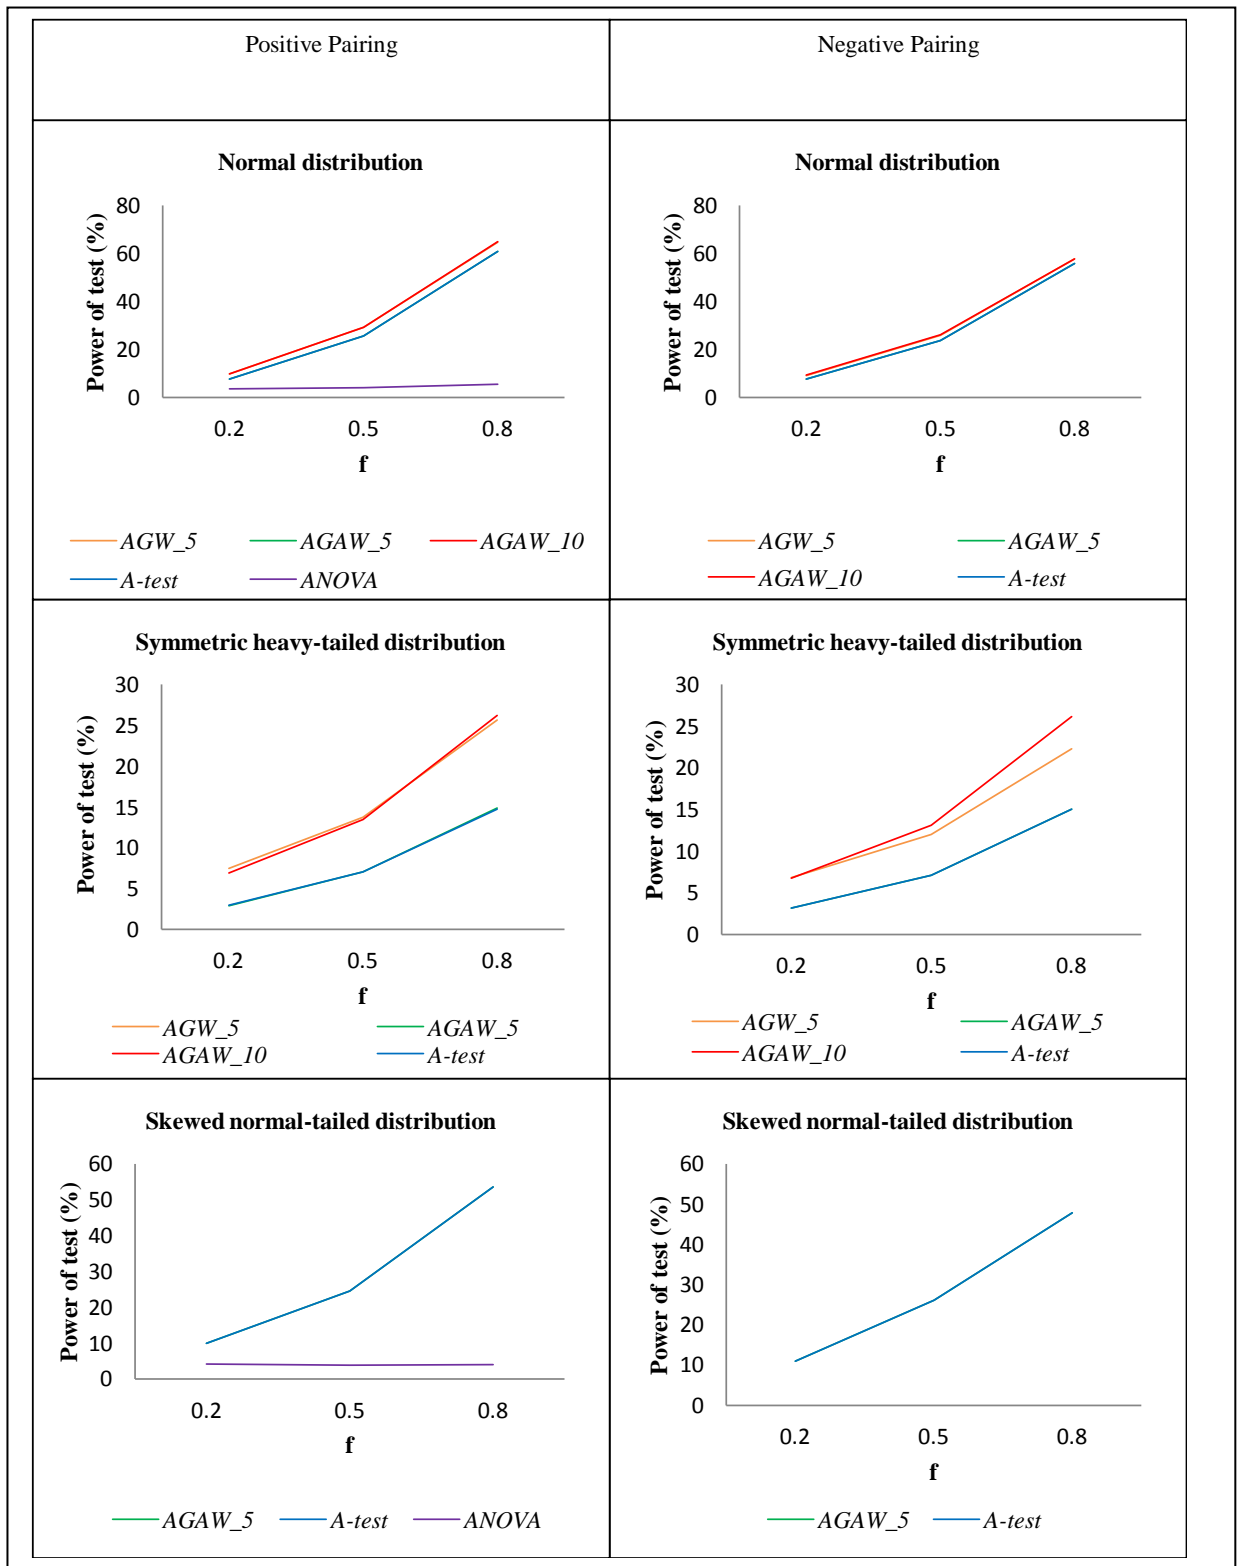 Positive Pairing
Negative Pairing
Normal distribution
Power of test (%)
80
60
40
20
0
0.2 0.5 0.8
f
AGW_5 AGAW_5 AGAW_10
A-test ANOVA
Normal distribution
Power of test (%)
80
60
40
20
0
0.2 0.5 0.8
f
AGW_5 AGAW_5
AGAW_10 A-test
Symmetric heavy-tailed distribution
Power of test (%)
30
25
20
15
10
5
0
0.2 0.5 0.8
f
AGW_5 AGAW_5
AGAW_10 A-test
Symmetric heavy-tailed distribution
Power of test (%)
30
25
20
15
10
5
0
0.2 0.5 0.8
f
AGW_5 AGAW_5
AGAW_10 A-test
Skewed normal-tailed distribution
Power of test (%)
60
50
40
30
20
10
0
0.2 0.5 0.8
f
AGAW_5 A-test ANOVA
Skewed normal-tailed distribution
Power of test (%)
60
50
40
30
20
10
0
0.2 0.5 0.8
f
AGAW_5 A-test